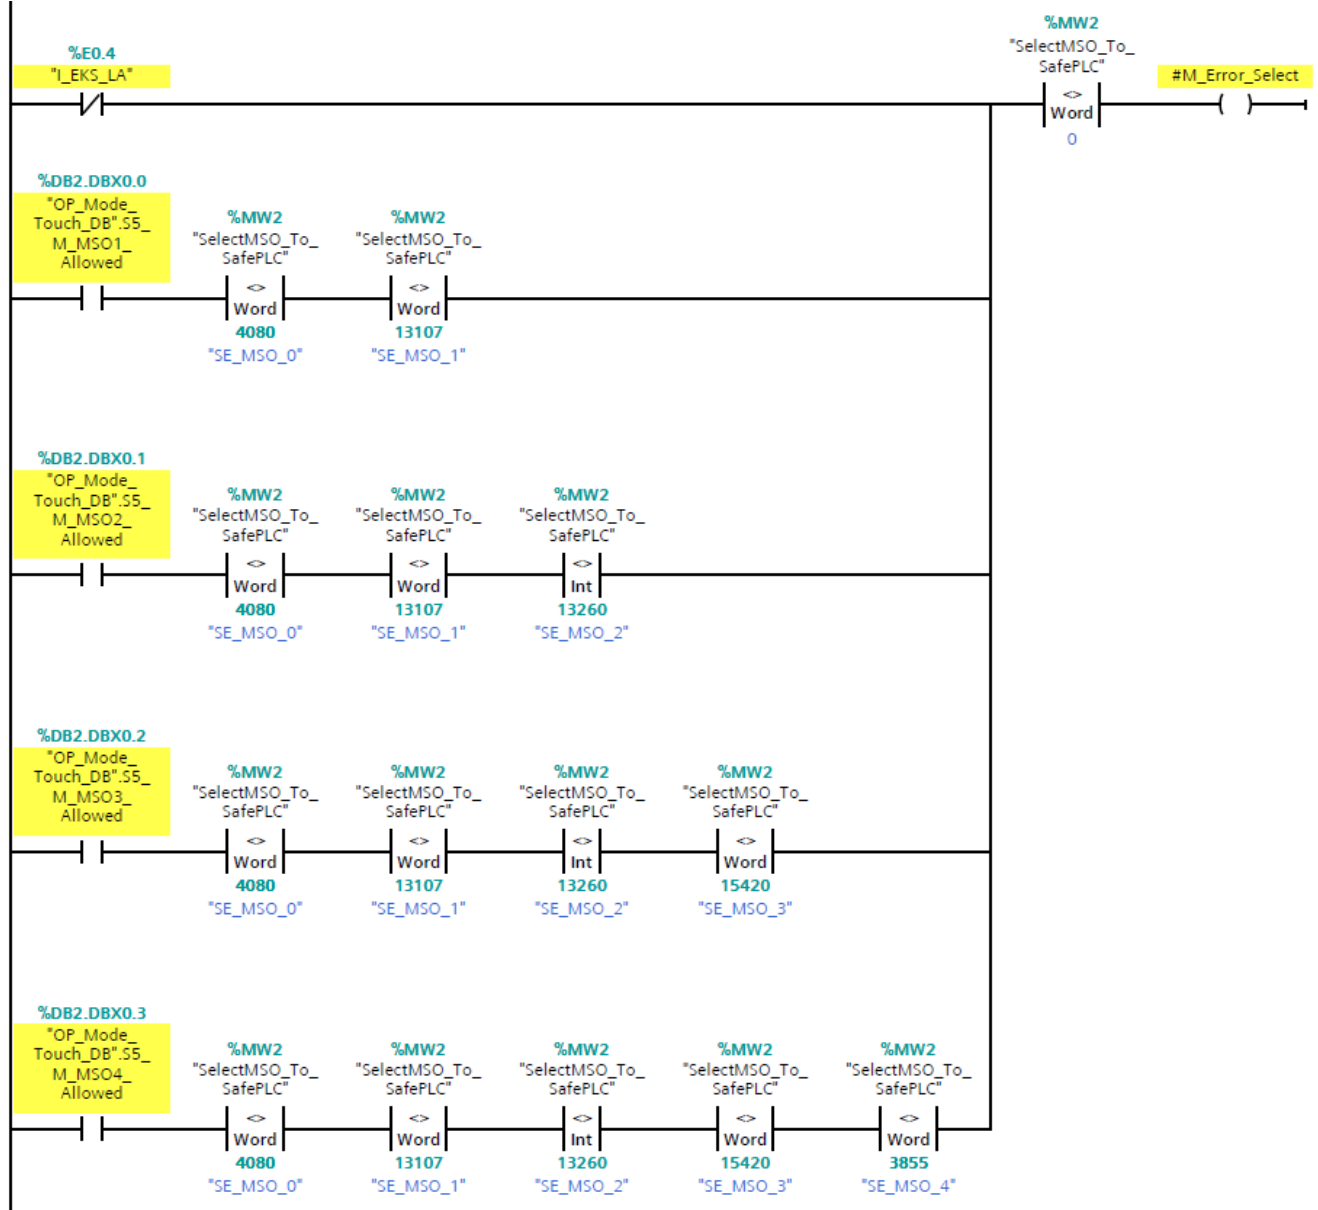 %MW2
"SelectMSO_To_
SafePLC"
%E0.4
"I_EKS_LA"
#M_Error_Select
<>
Word
0
%DB2.DBX0.0
"OP_Mode_
Touch_DB".S5_
M_MSO1_
Allowed
%MW2 %MW2
"SelectMSO_To_ "SelectMSO_To_
SafePLC" SafePLC"
<> <>
Word Word
4080 13107
"SE_MSO_0" "SE_MSO_1"
%DB2.DBX0.1
"OP_Mode_
Touch_DB".S5_
M_MSO2_
Allowed
%MW2 %MW2 %MW2
"SelectMSO_To_ "SelectMSO_To_ "SelectMSO_To_
SafePLC" SafePLC" SafePLC"
<> <> <>
Word Word Int
4080 13107 13260
"SE_MSO_0" "SE_MSO_1" "SE_MSO_2"
%DB2.DBX0.2
"OP_Mode_
Touch_DB".S5_
M_MSO3_
Allowed
%MW2 %MW2 %MW2 %MW2
"SelectMSO_To_ "SelectMSO_To_ "SelectMSO_To_ "SelectMSO_To_
SafePLC" SafePLC" SafePLC" SafePLC"
<> <> <> <>
Word Word Int Word
4080 13107 13260 15420
"SE_MSO_0" "SE_MSO_1" "SE_MSO_2" "SE_MSO_3"
%DB2.DBX0.3
"OP_Mode_
Touch_DB".S5_
M_MSO4_
Allowed
%MW2 %MW2 %MW2 %MW2 %MW2
"SelectMSO_To_ "SelectMSO_To_ "SelectMSO_To_ "SelectMSO_To_ "SelectMSO_To_
SafePLC" SafePLC" SafePLC" SafePLC" SafePLC"
<> <> <> <> <>
Word Word Int Word Word
4080 13107 13260 15420 3855
"SE_MSO_0" "SE_MSO_1" "SE_MSO_2" "SE_MSO_3" "SE_MSO_4"